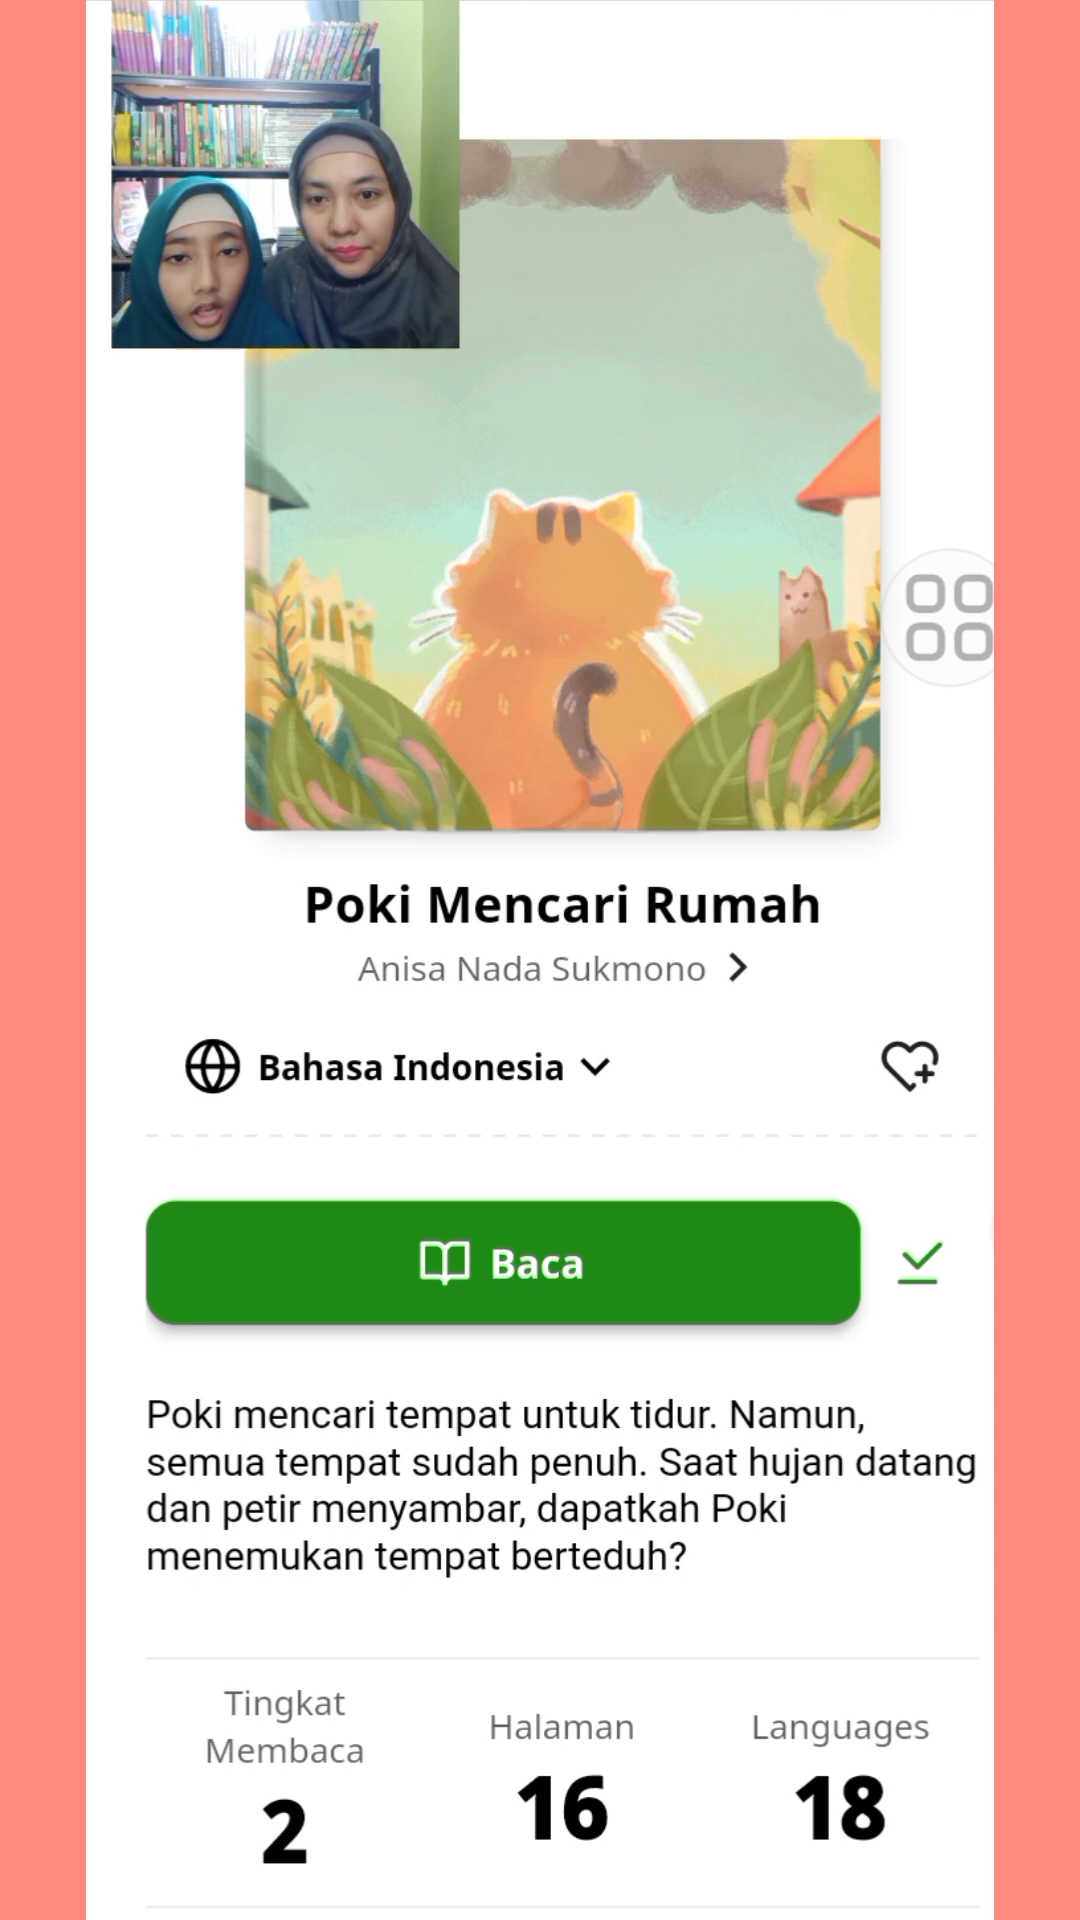 Poki Mencari Rumah
Anisa Nada Sukmono
Bahasa Indonesia
Baca
Poki mencari tempat untuk tidur. Namun,
semua tempat sudah penuh. Saat hujan datang
dan petir menyambar, dapatkah Poki
menemukan tempat berteduh?
Tingkat
Membaca
2
Halaman
16
Languages
18